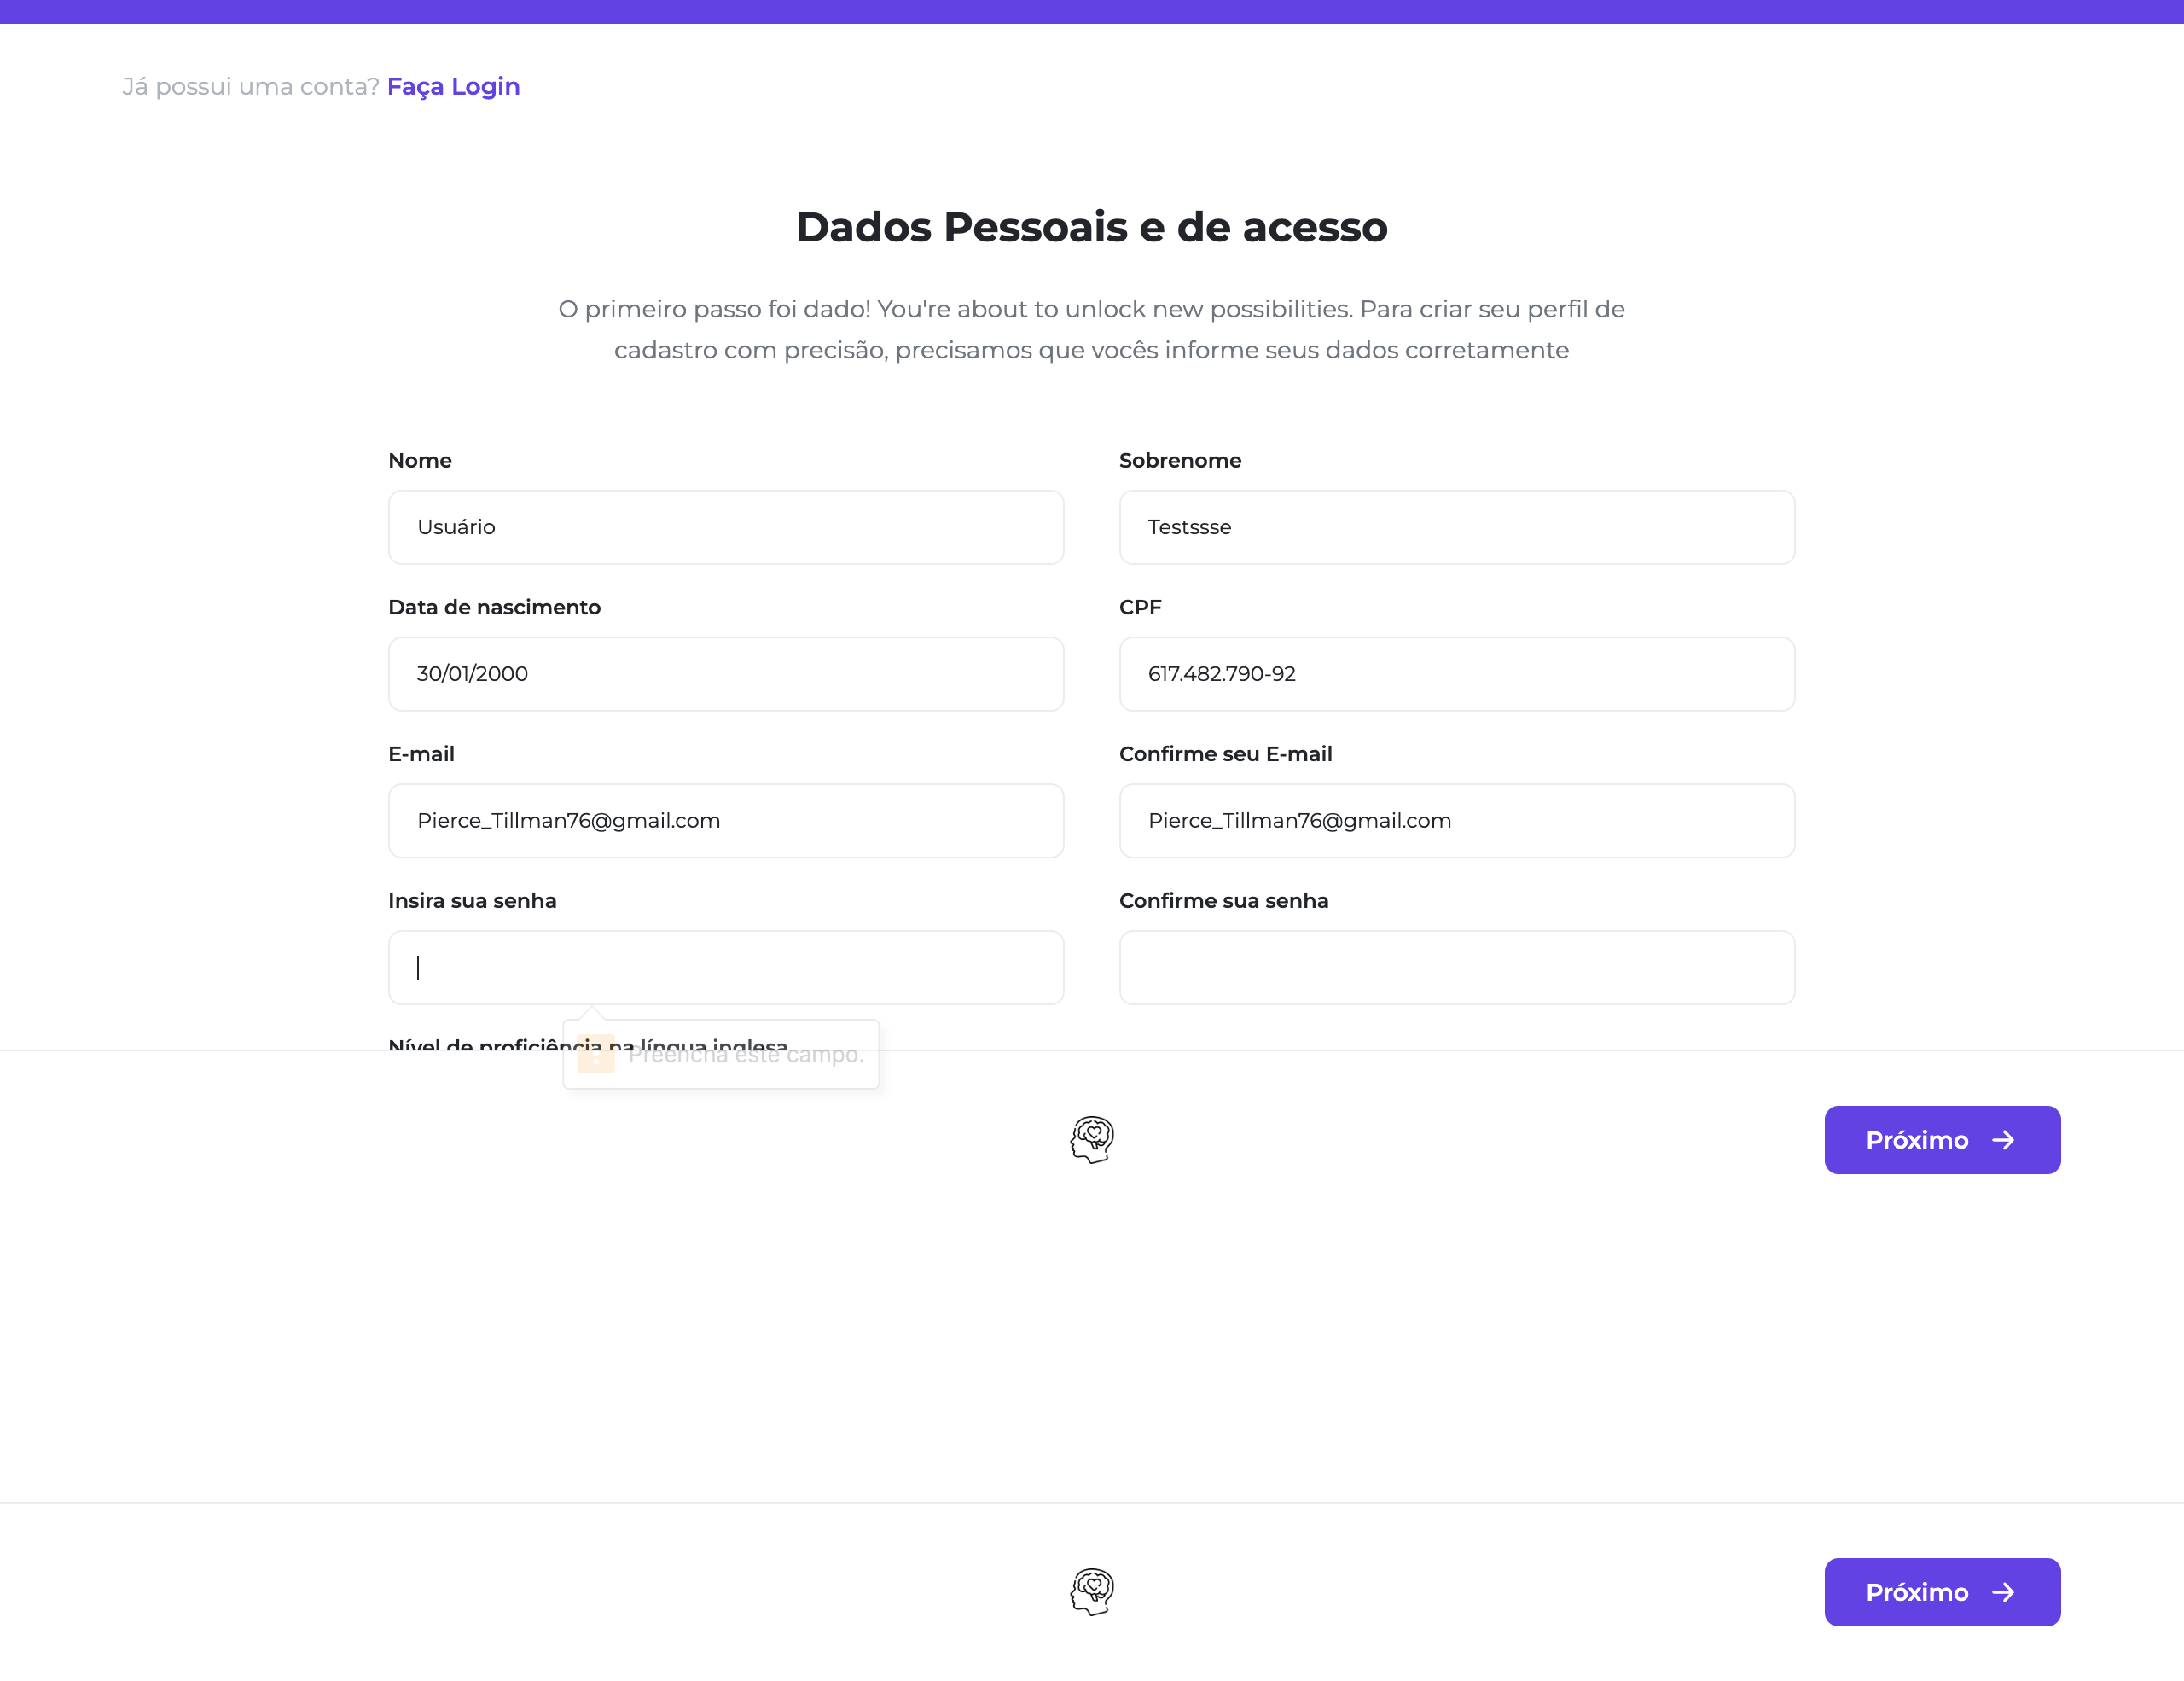 Já possui uma conta? Faça Login
Dados Pessoais e de acesso
O primeiro passo foi dado! You're about to unlock new possibilities. Para criar seu perfil de
cadastro com precisão, precisamos que vocês informe seus dados corretamente
Nome
Sobrenome
Usuário
Testssse
Data de nascimento
CPF
30/01/2000
617.482.790-92
E-mail
Confirme seu E-mail
Pierce_Tillman76@gmail.com
Pierce_Tillman76@gmail.com
Insira sua senha
Confirme sua senha
Nível de proficiência na língua inglesa
Preencha este campo.
Próximo
Próximo